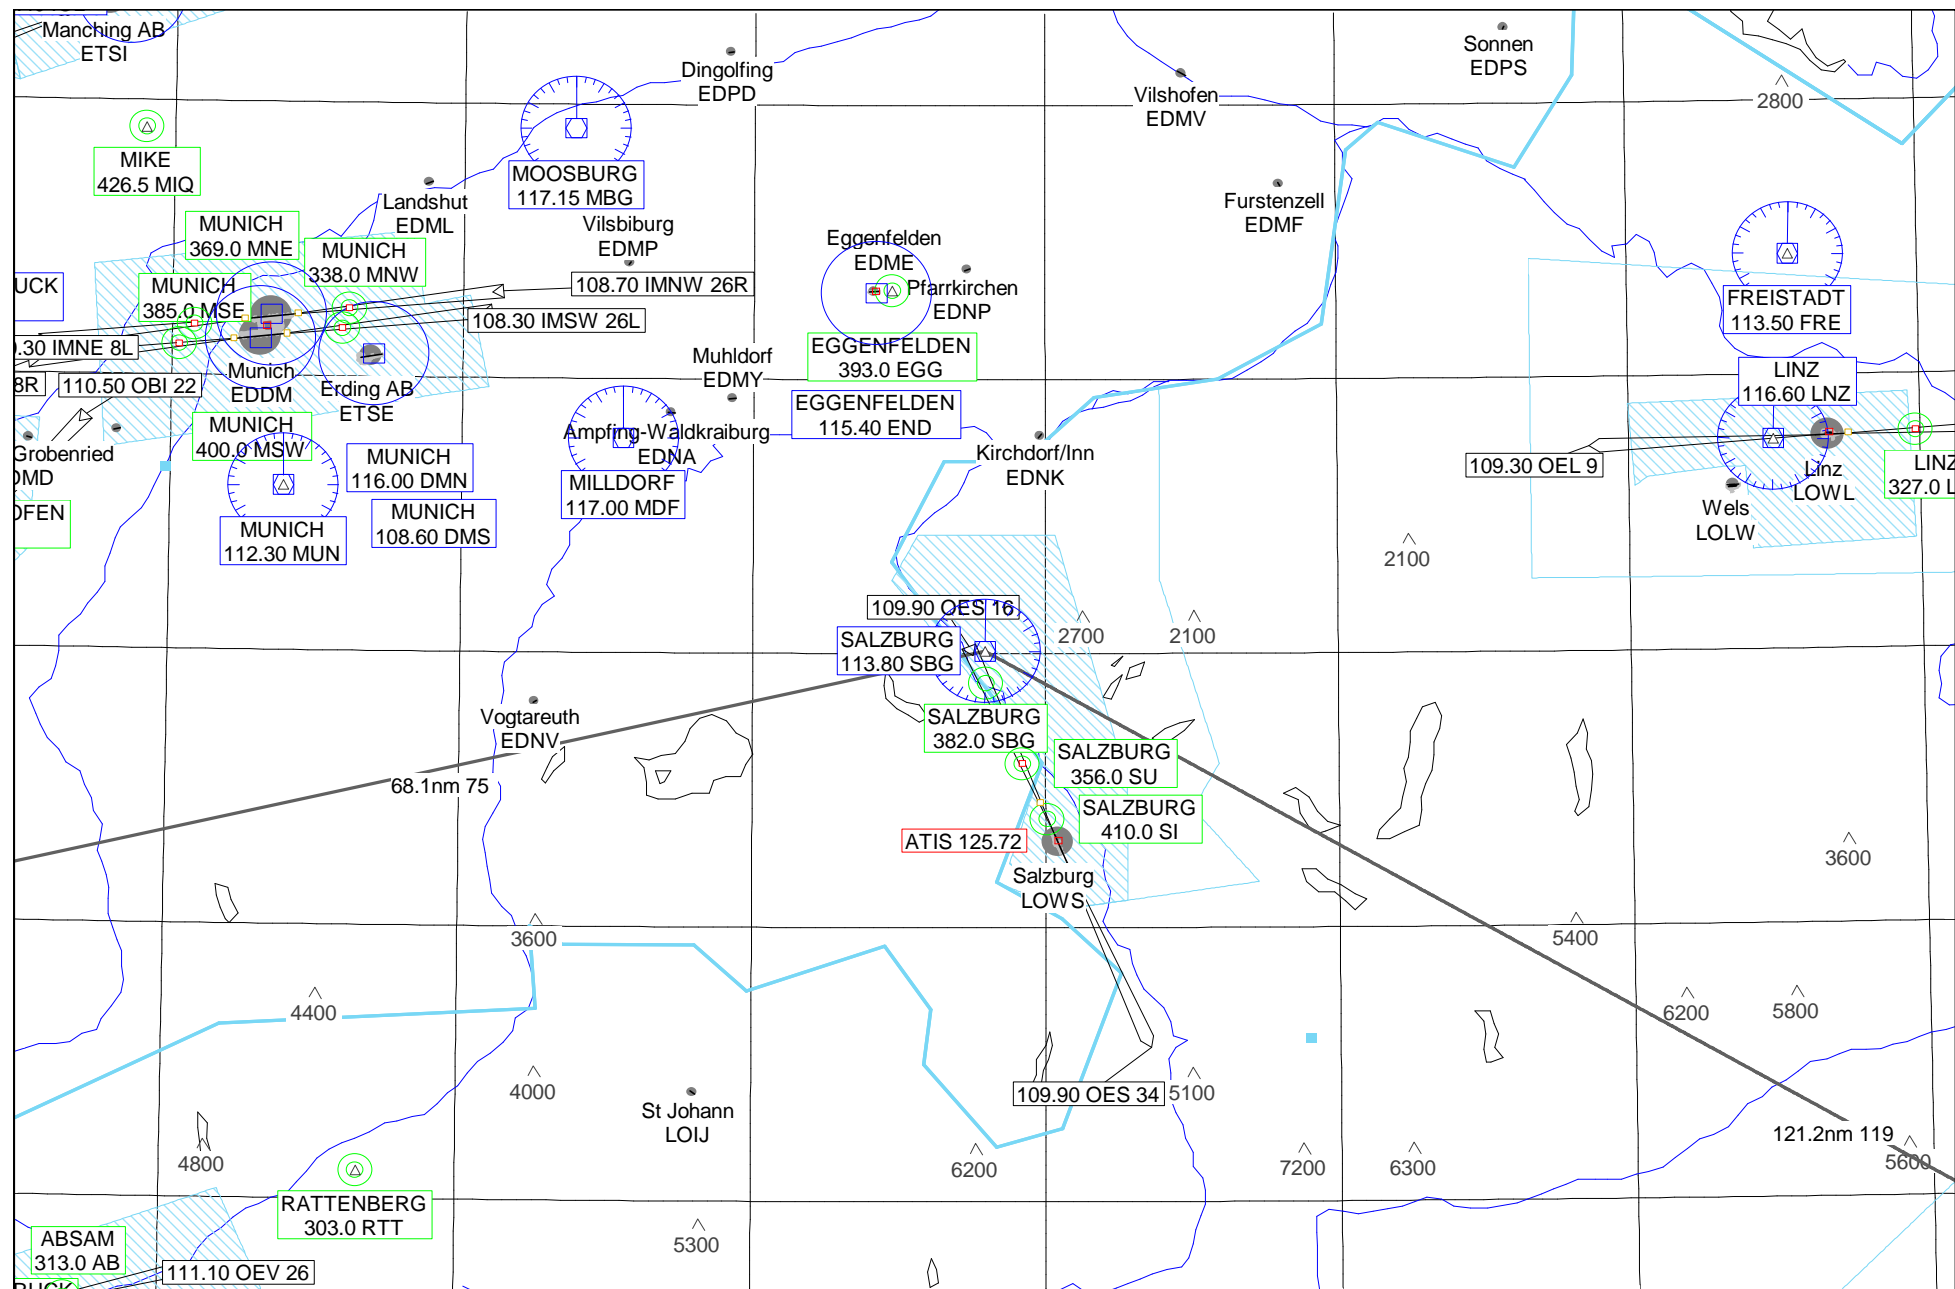 Manching AB
ETSI
Dingolfing
EDPD
Sonnen
EDPS
Vilshofen
EDMV
2800
MIKE
426.5 MIQ
MOOSBURG
117.15 MBG
Landshut
EDML
Vilsbiburg
EDMP
Furstenzell
EDMF
MUNICH
369.0 MNE
MUNICH
338.0 MNW
MUNICH
385.0 MSE
UCK
108.70 IMNW 26R
108.30 IMSW 26L
Eggenfelden
EDME
Pfarrkirchen
EDNP
EGGENFELDEN
393.0 EGG
EGGENFELDEN
115.40 END
FREISTADT
113.50 FRE
.30 IMNE 8L
8R
110.50 OBI 22
Munich
EDDM
Erding AB
ETSE
Muhldorf
EDMY
LINZ
116.60 LNZ
MUNICH
400.0 MSW
Grobenried
DMD
OFEN
MUNICH
116.00 DMN
MUNICH
108.60 DMS
MUNICH
112.30 MUN
Ampfing-Waldkraiburg
EDNA
MILLDORF
117.00 MDF
Kirchdorf/Inn
EDNK
109.30 OEL 9
Linz
LOWL
LINZ
327.0 L
Wels
LOLW
2100
109.90 OES 16
SALZBURG
113.80 SBG
2700
2100
Vogtareuth
EDNV
68.1nm 75
SALZBURG
382.0 SBG
SALZBURG
356.0 SU
SALZBURG
410.0 SI
ATIS 125.72
Salzburg
LOWS
3600
3600
5400
4400
6200
5800
4000
St Johann
LOIJ
109.90 OES 34
5100
121.2nm 119
4800
6200
7200
6300
5600
RATTENBERG
303.0 RTT
5300
ABSAM
313.0 AB
111.10 OEV 26